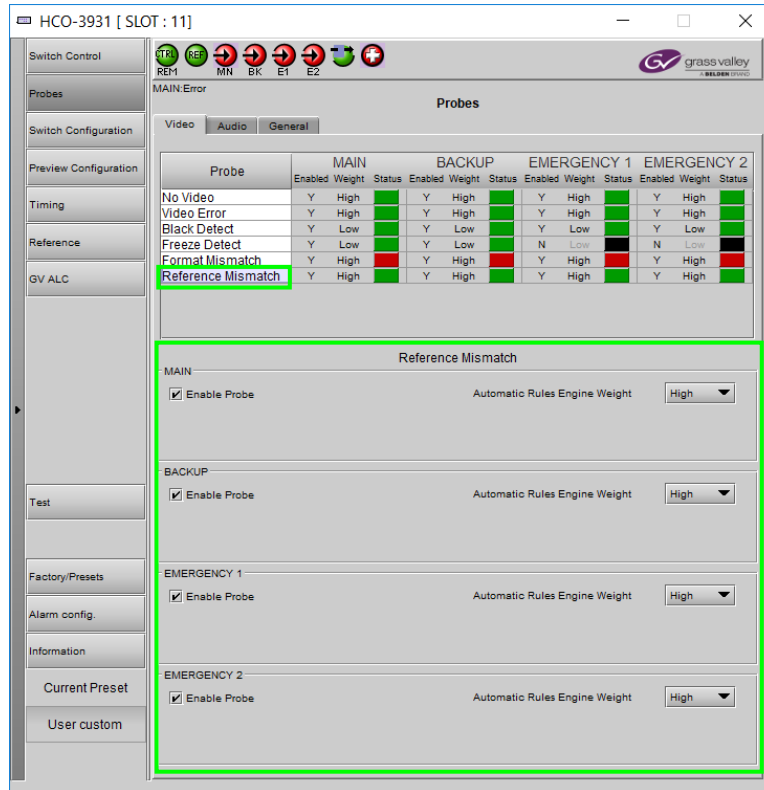 HCO-3931 [ SLOT : 11]
Switch Control
Probes
Switch Configuration
Preview Configuration
Timing
Reference
GV ALC
Test
Factory/Presets
Alarm config.
Information
Current Preset
User custom
CTRL REF
REM MN BK E1 E2
GV grass valley
A BELDEN BRAND
MAIN:Error
Probes
Video Audio General
Probe MAIN BACKUP EMERGENCY 1 EMERGENCY 2
Enabled Weight Status Enabled Weight Status Enabled Weight Status Enabled Weight Status
No Video Y High Y High Y High Y High
Video Error Y High Y High Y High Y High
Black Detect Y Low Y Low Y Low Y Low
Freeze Detect Y Low Y Low N Low N Low
Format Mismatch Y High Y High Y High Y High
Reference Mismatch Y High Y High Y High Y High
Reference Mismatch
MAIN
Enable Probe Automatic Rules Engine Weight High
BACKUP
Enable Probe Automatic Rules Engine Weight High
EMERGENCY 1
Enable Probe Automatic Rules Engine Weight High
EMERGENCY 2
Enable Probe Automatic Rules Engine Weight High